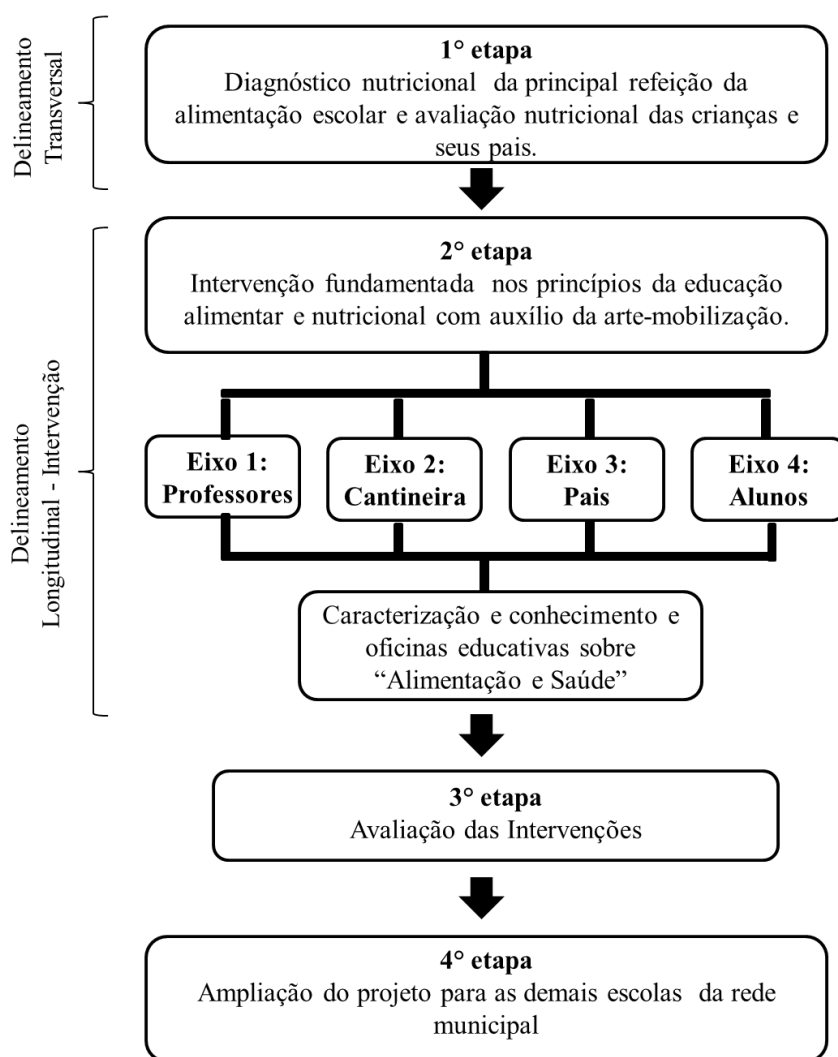 Delineamento
Transversal
1° etapa
Diagnóstico nutricional da principal refeição da
alimentação escolar e avaliação nutricional das crianças e
seus pais.
Delineamento
Longitudinal - Intervenção
2° etapa
Intervenção fundamentada nos princípios da educação
alimentar e nutricional com auxílio da arte-mobilização.
Eixo 1:
Professores
Eixo 2:
Cantineira
Eixo 3:
Pais
Eixo 4:
Alunos
Caracterização e conhecimento e
oficinas educativas sobre
“Alimentação e Saúde”
3° etapa
Avaliação das Intervenções
4° etapa
Ampliação do projeto para as demais escolas da rede
municipal